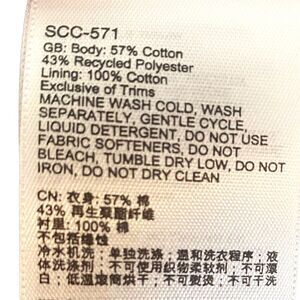 SCC-571
GB: Body: 57% Cotton
43% Recycled Polyester
Lining: 100% Cotton
Exclusive of Trims
MACHINE WASH COLD, WASH
SEPARATELY, GENTLE CYCLE,
LIQUID DETERGENT, DO NOT USE
FABRIC SOFTENERS, DO NOT
BLEACH, TUMBLE DRY LOW, DO NOT
IRON, DO NOT DRY CLEAN
CN: 衣身: 57% 棉
43% 再生聚酯纤维
衬里: 100% 棉
不包括缘蚀
冷水机洗；单独洗涤；温和洗衣程序；液
体洗涤剂；不可使用织物柔软剂；不可漂
白；低温滚筒烘干；不可熨烫；不可干洗